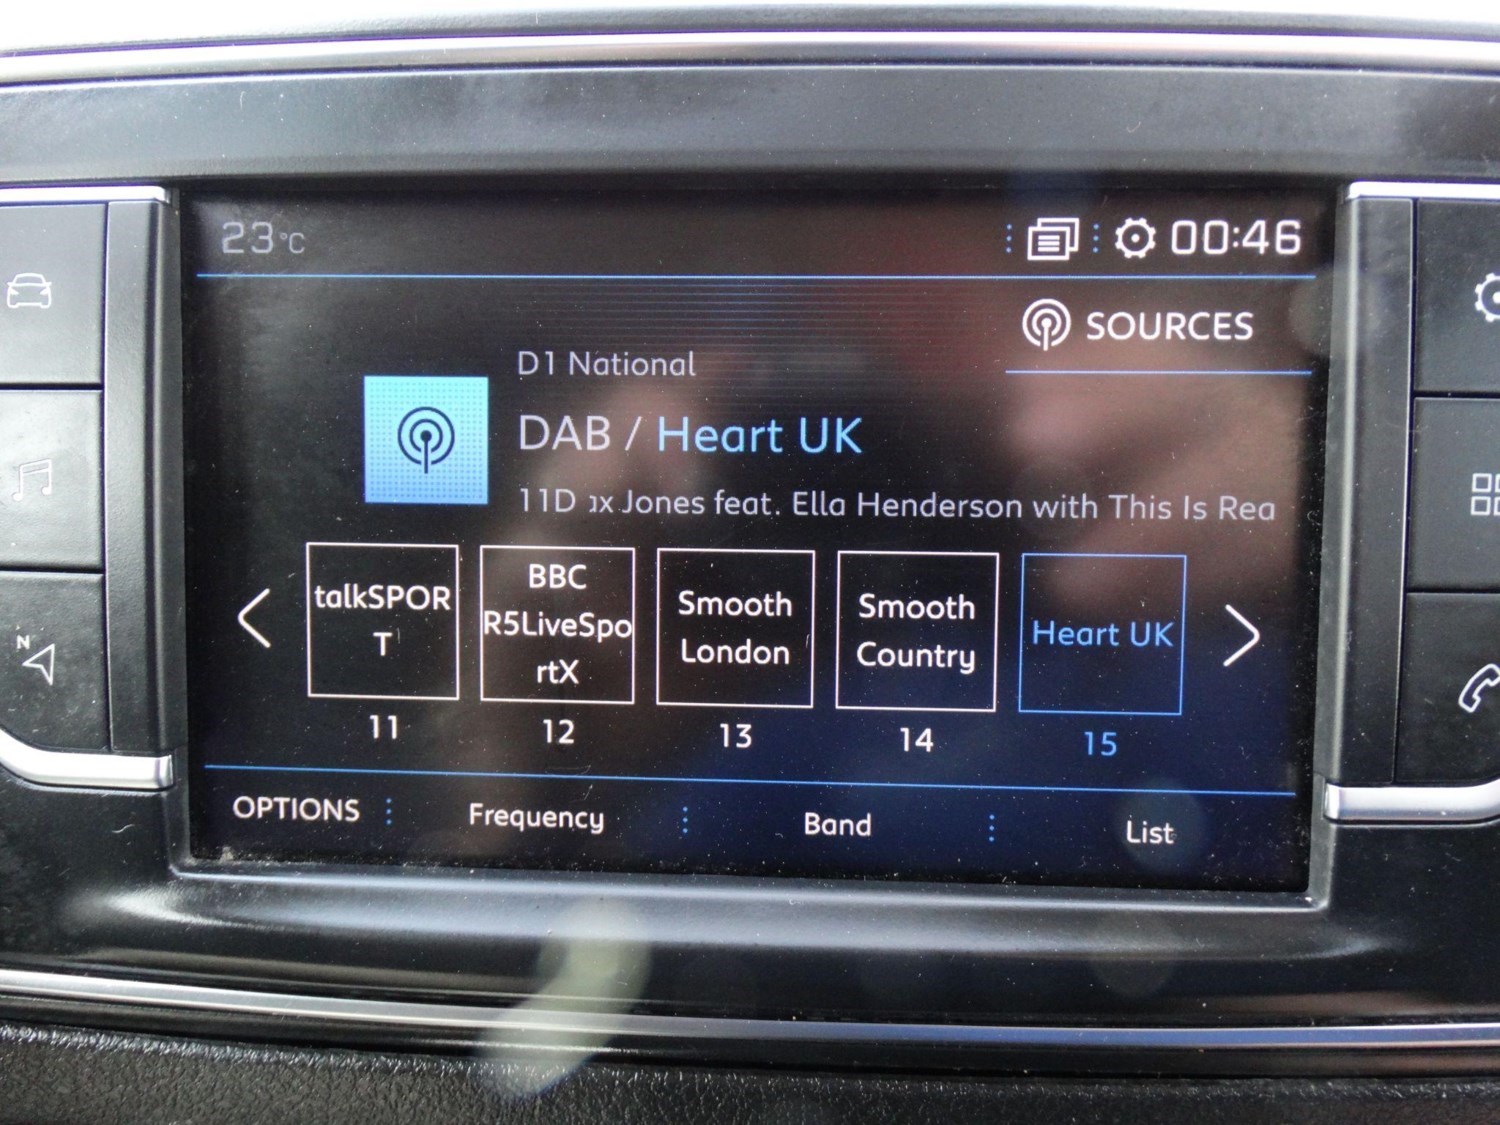 23°C
00:46
SOURCES
D1 National
DAB / Heart UK
11D Jones feat. Ella Henderson with This Is Rea
talkSPOR
T
BBC
R5LiveSpo
rtX
Smooth
London
Smooth
Country
Heart UK
11
12
13
14
15
OPTIONS
Frequency
Band
List
N